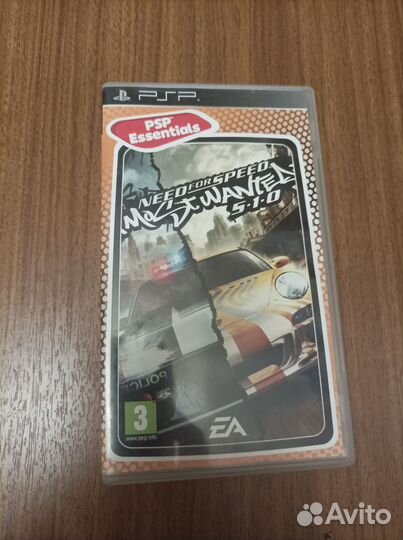 PSP
PSP
Essentials
NEED FOR SPEED
MOST WANTED
5-1-0
POLICE
3
www.pegi.info
EA
Avito